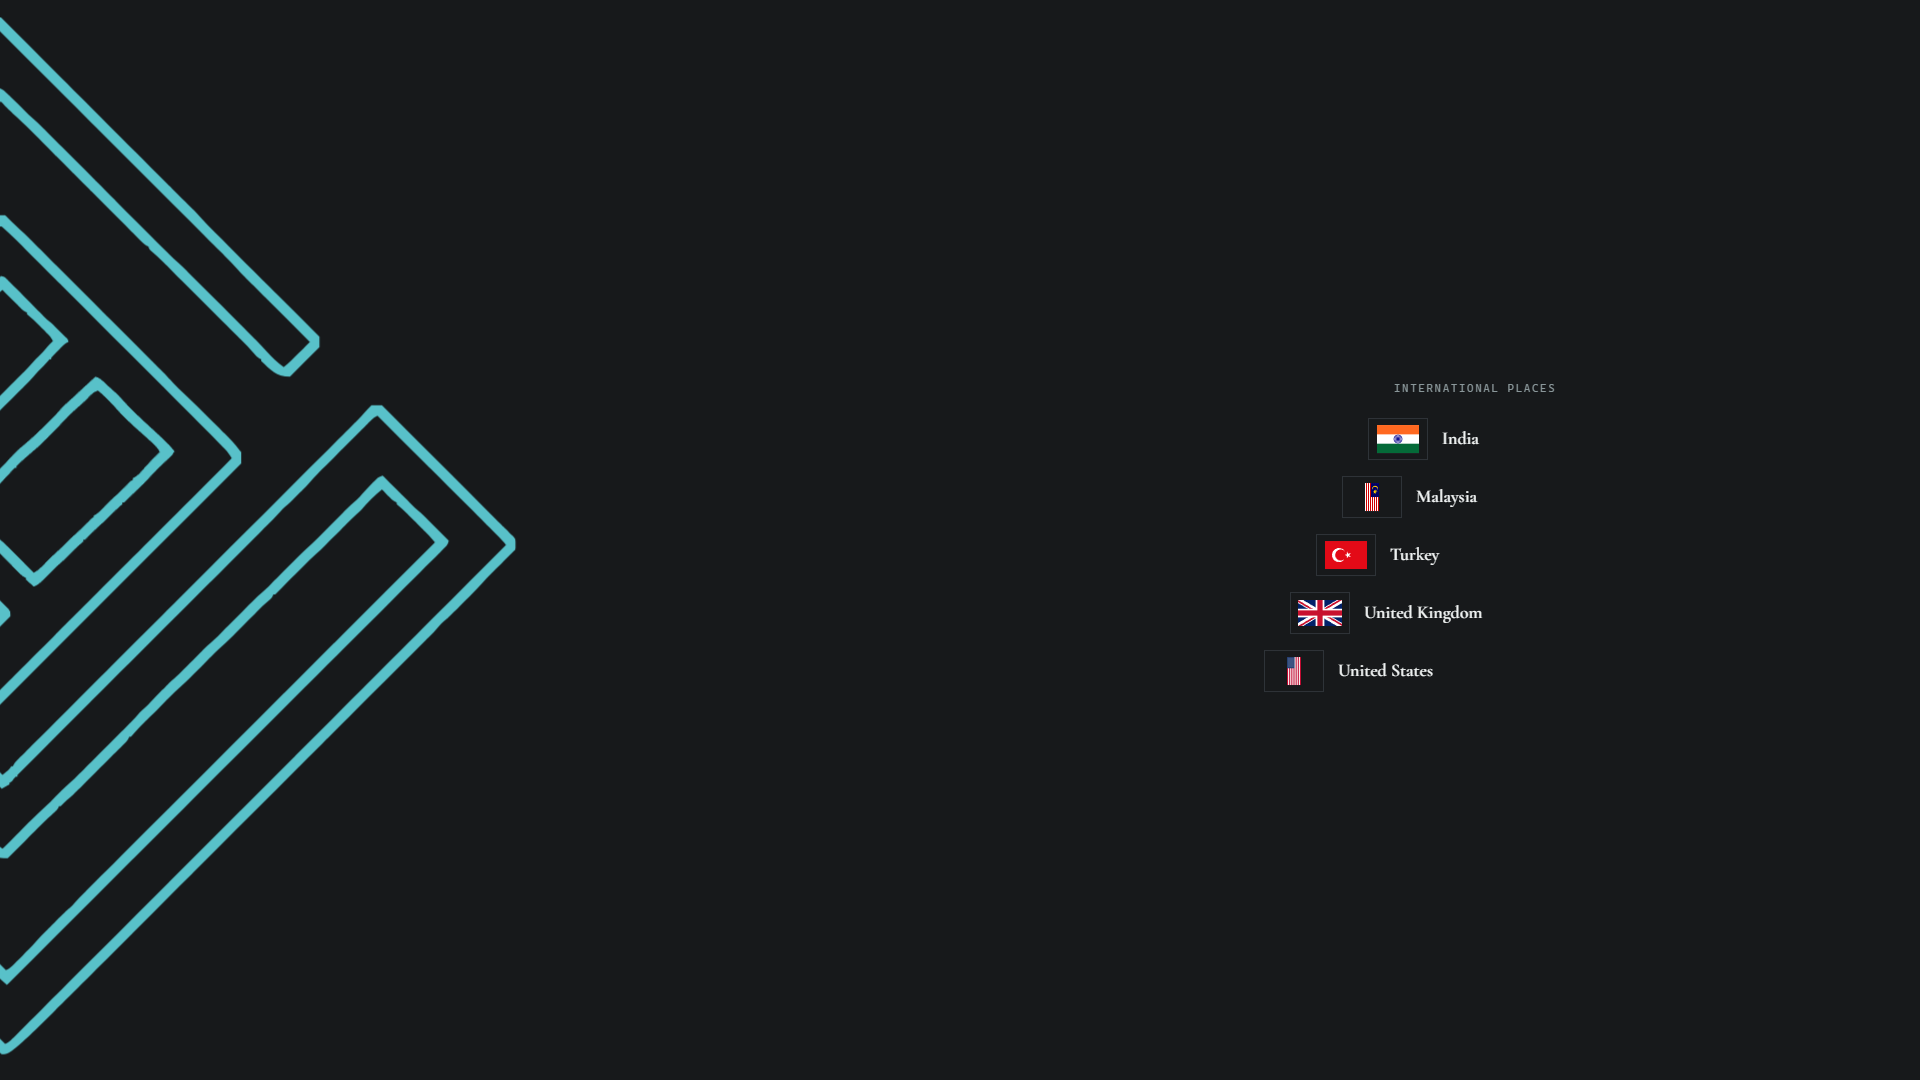 INTERNATIONAL PLACES
India
Malaysia
Turkey
United Kingdom
United States